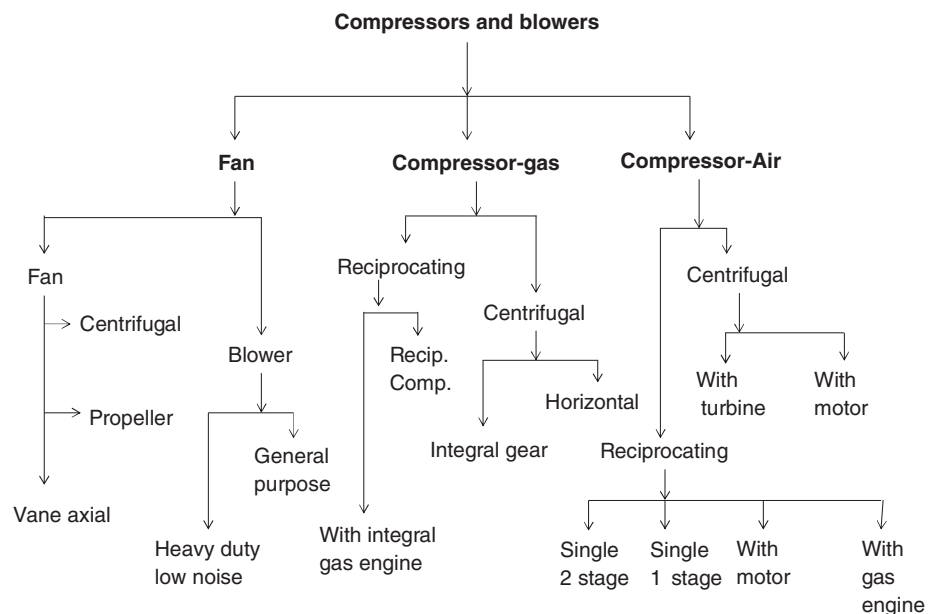 Compressors and blowers
Fan
Compressor-gas
Compressor-Air
Fan
Centrifugal
Propeller
Vane axial
Blower
General
purpose
Heavy duty
low noise
Reciprocating
Recip.
Comp.
With integral
gas engine
Centrifugal
Horizontal
Integral gear
Centrifugal
With
turbine
With
motor
Reciprocating
Single
2 stage
Single
1 stage
With
motor
With
gas
engine